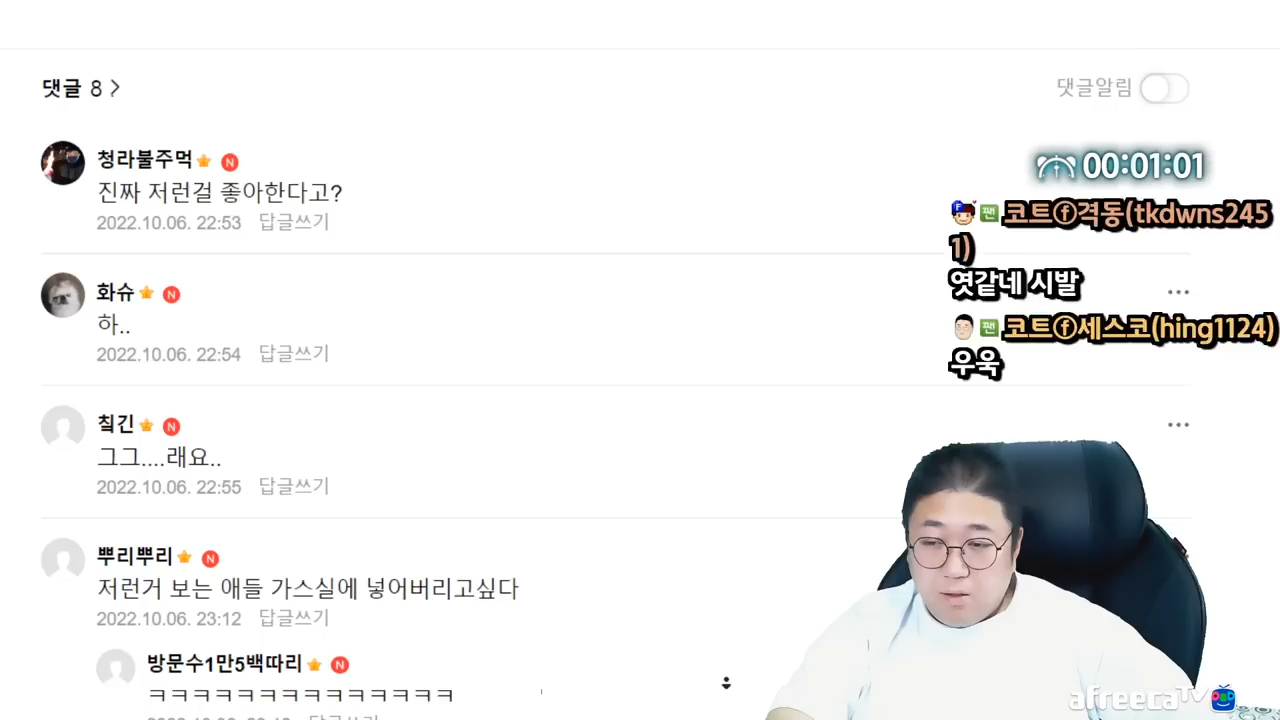 댓글 8
댓글알림
청라불주먹 N
진짜 저런걸 좋아한다고?
2022.10.06. 22:53 답글쓰기
화슈 N
하..
2022.10.06. 22:54 답글쓰기
칰긴 N
그그....래요..
2022.10.06. 22:55 답글쓰기
뿌리뿌리 N
저런거 보는 애들 가스실에 넣어버리고싶다
2022.10.06. 23:12 답글쓰기
방문수1만5백따리 N
ㅋㅋㅋㅋㅋㅋㅋㅋㅋㅋㅋㅋㅋㅋ
00:01:01
F 팬 코트ⓕ격동(tkdwns245
1)
엿같네 시발
팬 코트ⓕ세스코(hing1124)
우욱
afreecaTV